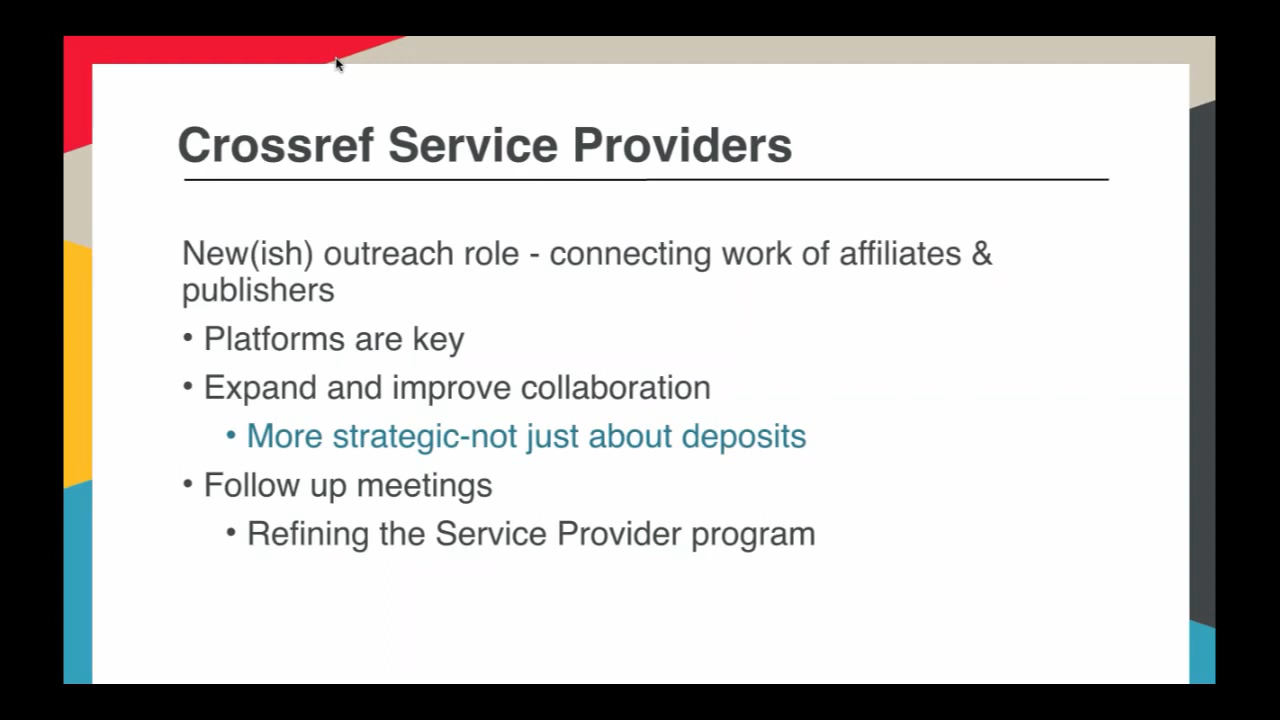 Crossref Service Providers
New(ish) outreach role - connecting work of affiliates &
publishers
• Platforms are key
• Expand and improve collaboration
• More strategic-not just about deposits
• Follow up meetings
• Refining the Service Provider program